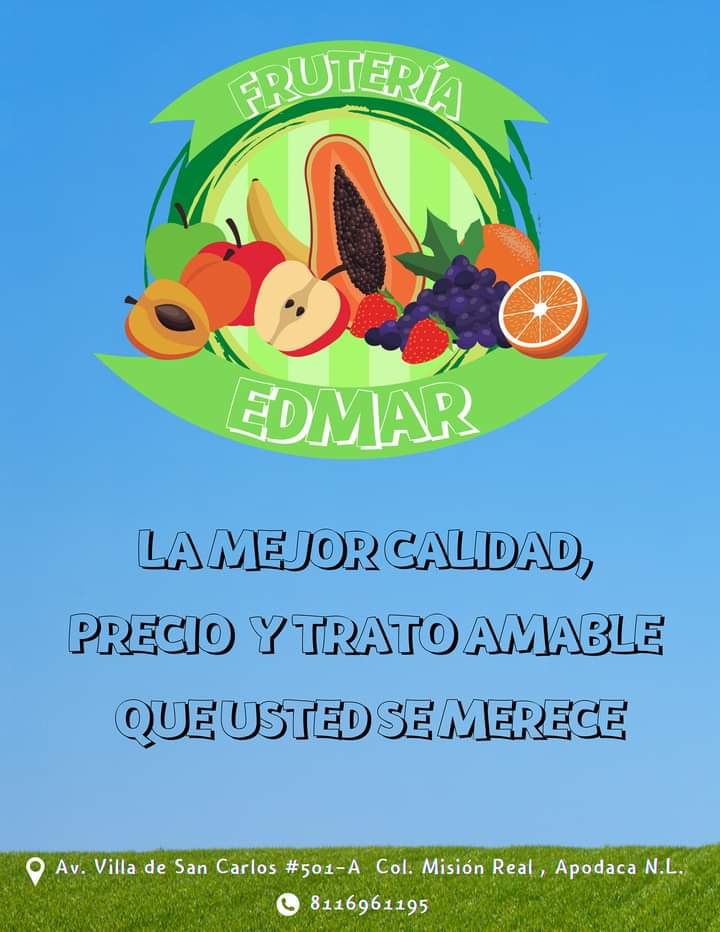 FRUTERÍA
EDMAR
LA MEJOR CALIDAD,
PRECIO Y TRATO AMABLE
QUE USTED SE MERECE
Av. Villa de San Carlos #501-A Col. Misión Real , Apodaca N.L.
8116961195